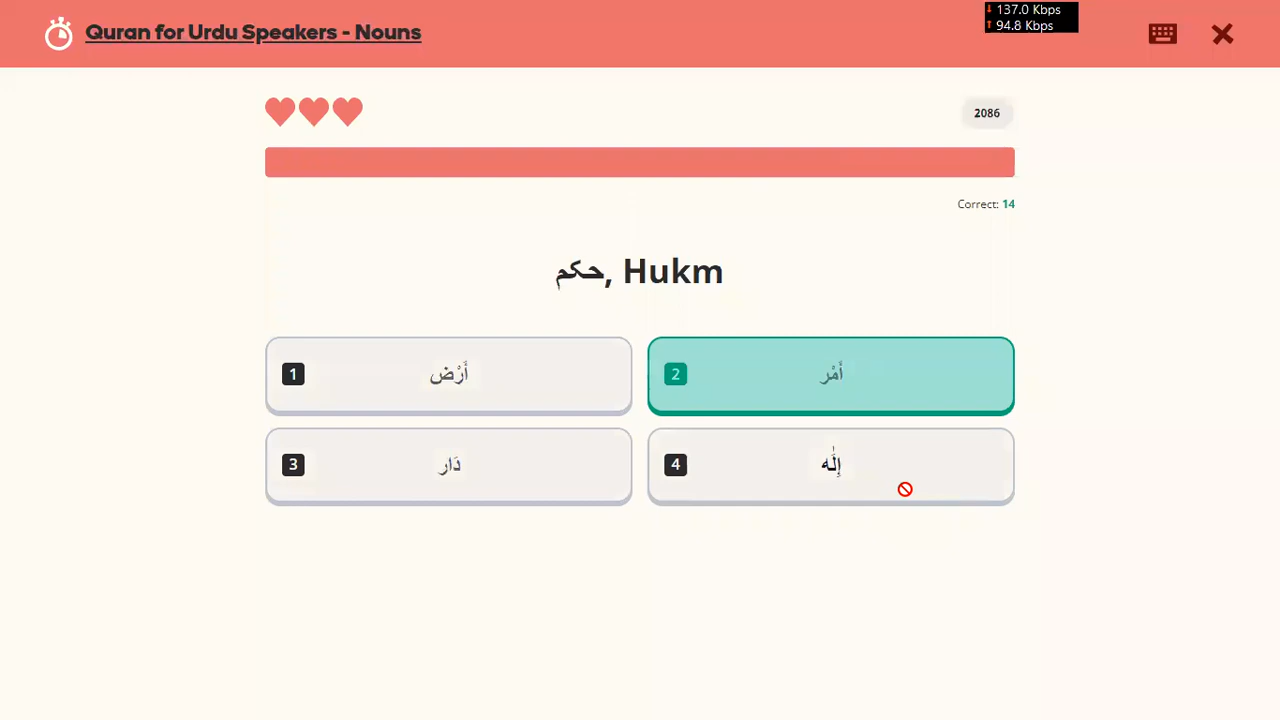 Quran for Urdu Speakers - Nouns
137.0 Kbps
94.8 Kbps
2086
Correct: 14
حكم, Hukm
1 أَرْض
2 أَمْر
3 دَار
4 إِلَٰه